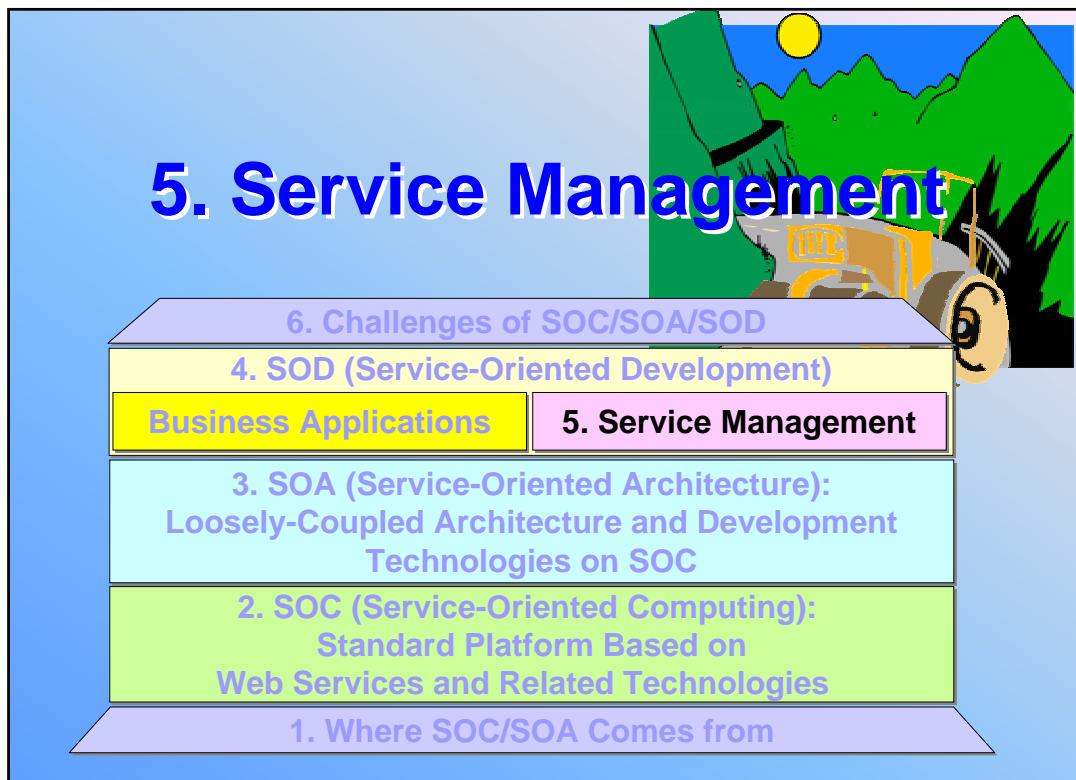 5. Service Management
6. Challenges of SOC/SOA/SOD
4. SOD (Service-Oriented Development)
Business Applications
5. Service Management
3. SOA (Service-Oriented Architecture):
Loosely-Coupled Architecture and Development
Technologies on SOC
2. SOC (Service-Oriented Computing):
Standard Platform Based on
Web Services and Related Technologies
1. Where SOC/SOA Comes from